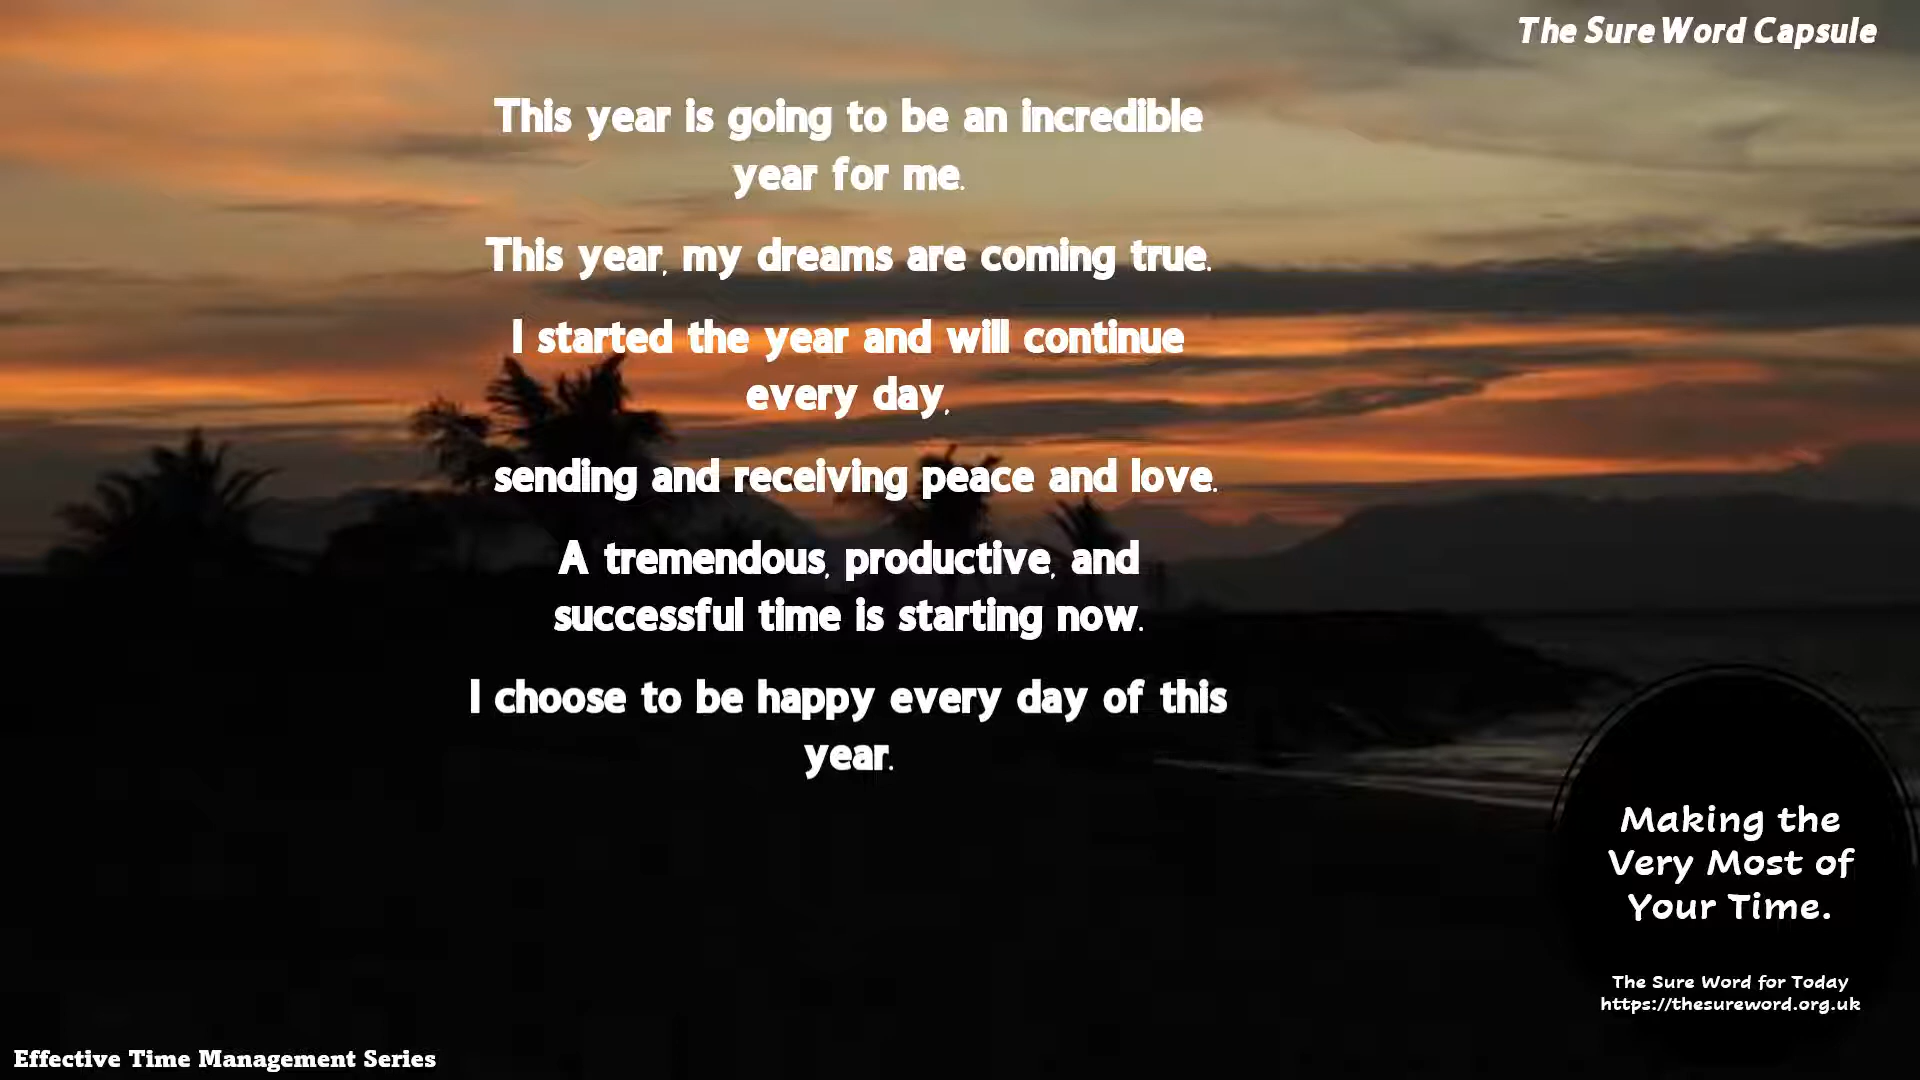 The Sure Word Capsule
This year is going to be an incredible
year for me.
This year, my dreams are coming true.
I started the year and will continue
every day,
sending and receiving peace and love.
A tremendous, productive, and
successful time is starting now.
I choose to be happy every day of this
year.
Making the
Very Most of
Your Time.
The Sure Word for Today
https://thesureword.org.uk
Effective Time Management Series